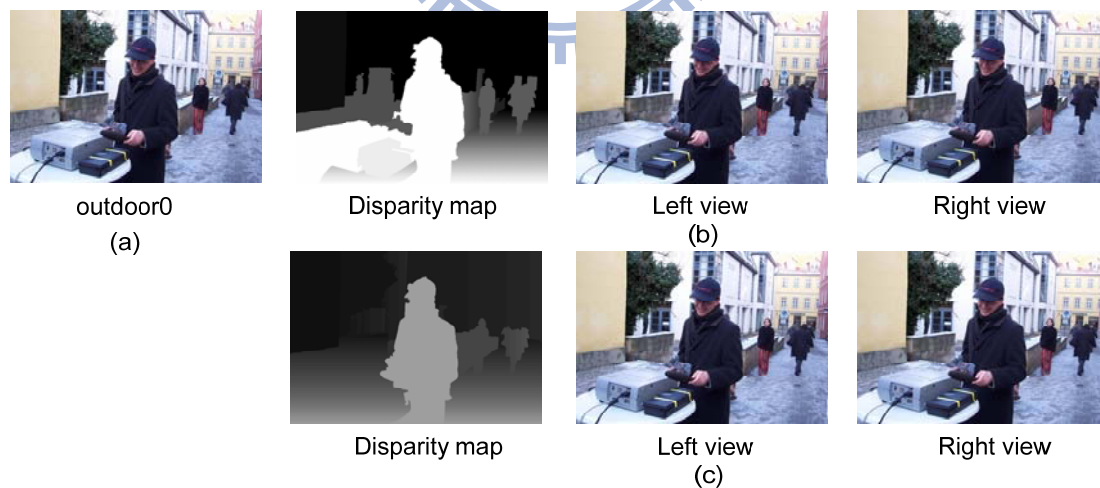 outdoor0
Disparity map
Left view
Right view
(a)
(b)
Disparity map
Left view
Right view
(c)